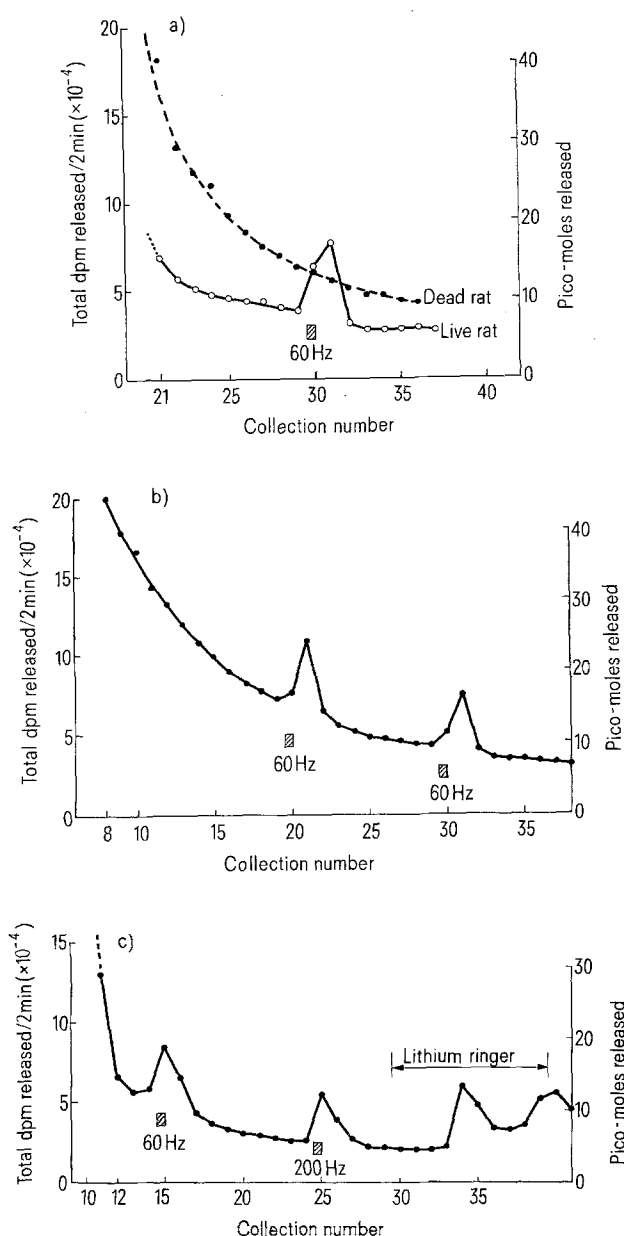 a)
Total dpm released/2min (×10⁻⁴)
20
15
10
5
0
Pico-moles released
40
30
20
10
0
Dead rat
Live rat
60 Hz
21 25 30 35 40
Collection number
b)
Total dpm released/2min (×10⁻⁴)
20
15
10
5
0
Pico-moles released
40
30
20
10
0
60 Hz
60 Hz
8 10 15 20 25 30 35
Collection number
c)
Total dpm released/2min (×10⁻⁴)
15
10
5
0
Pico-moles released
30
20
10
0
Lithium ringer
60 Hz
200 Hz
10 12 15 20 25 30 35
Collection number